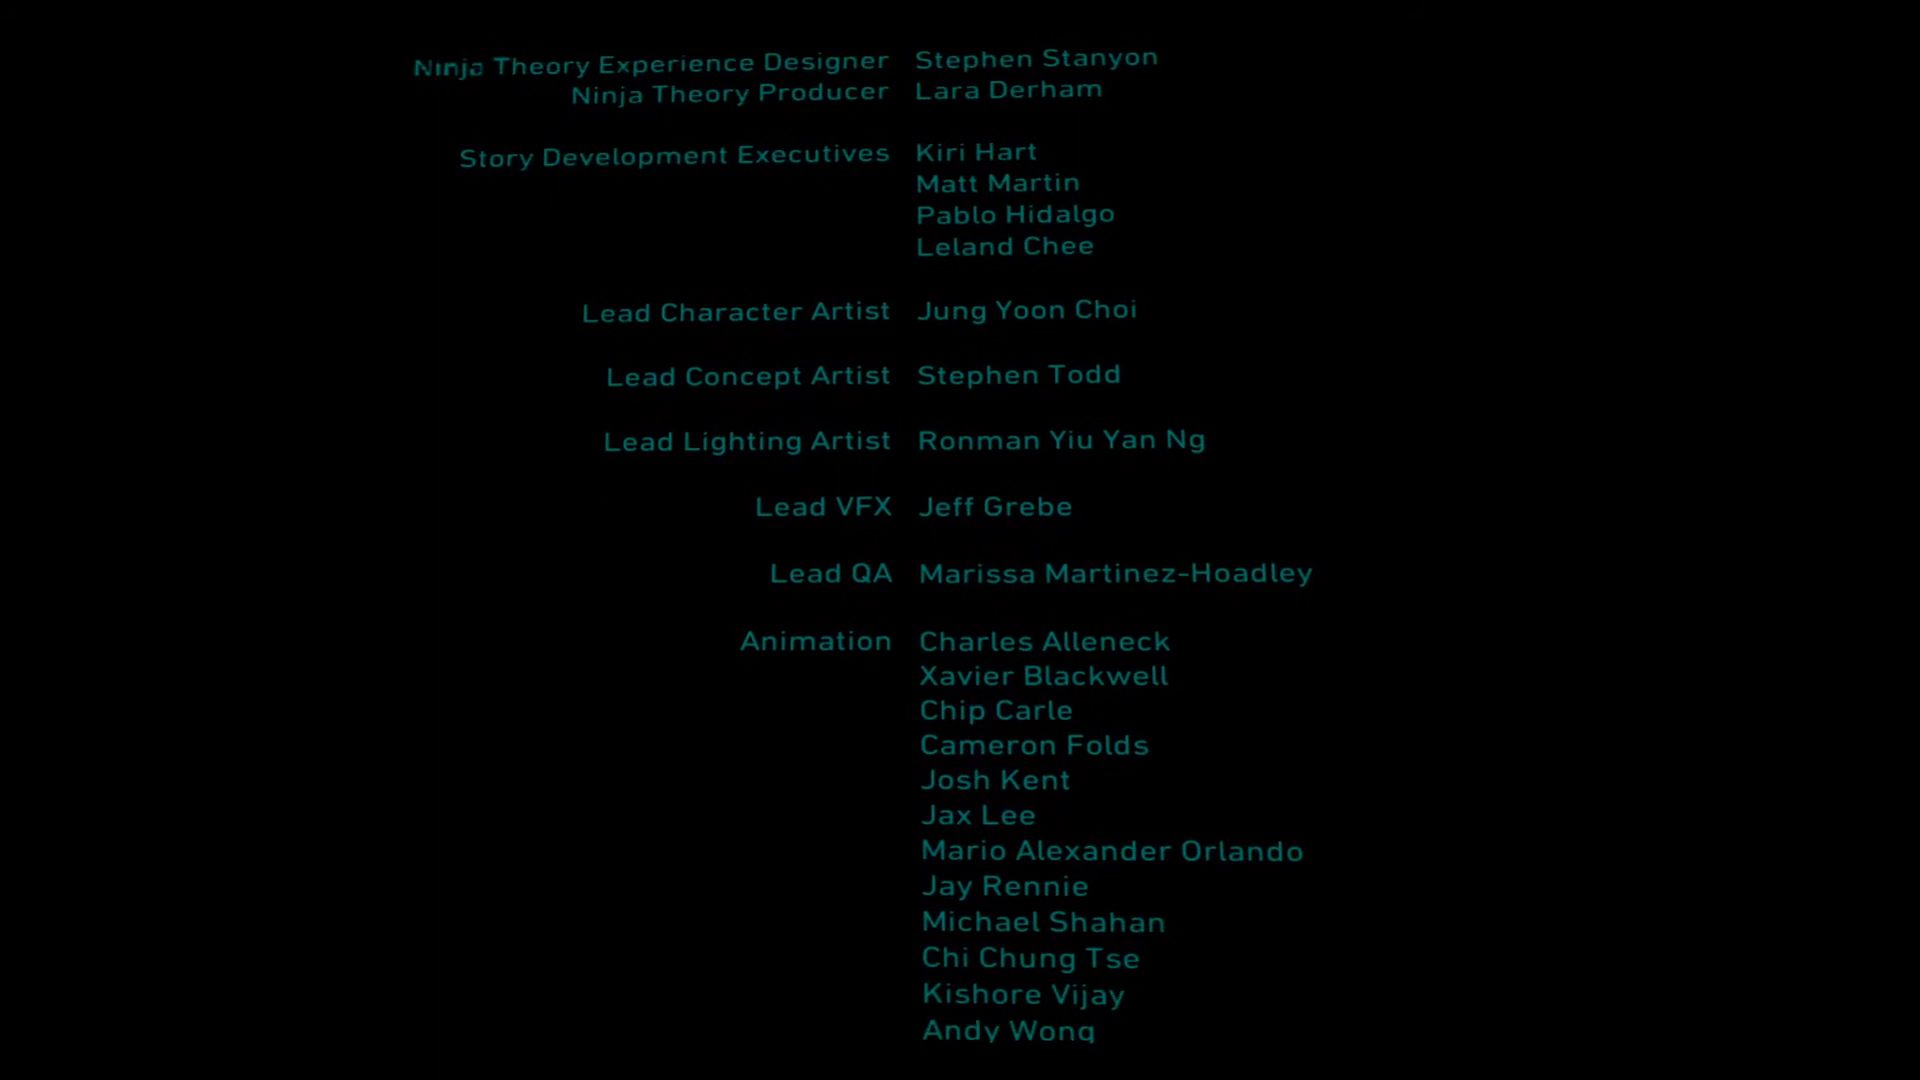 Ninja Theory Experience Designer Stephen Stanyon
Ninja Theory Producer Lara Derham
Story Development Executives Kiri Hart
Matt Martin
Pablo Hidalgo
Leland Chee
Lead Character Artist Jung Yoon Choi
Lead Concept Artist Stephen Todd
Lead Lighting Artist Ronman Yiu Yan Ng
Lead VFX Jeff Grebe
Lead QA Marissa Martinez-Hoadley
Animation Charles Alleneck
Xavier Blackwell
Chip Carle
Cameron Folds
Josh Kent
Jax Lee
Mario Alexander Orlando
Jay Rennie
Michael Shahan
Chi Chung Tse
Kishore Vijay
Andy Wong